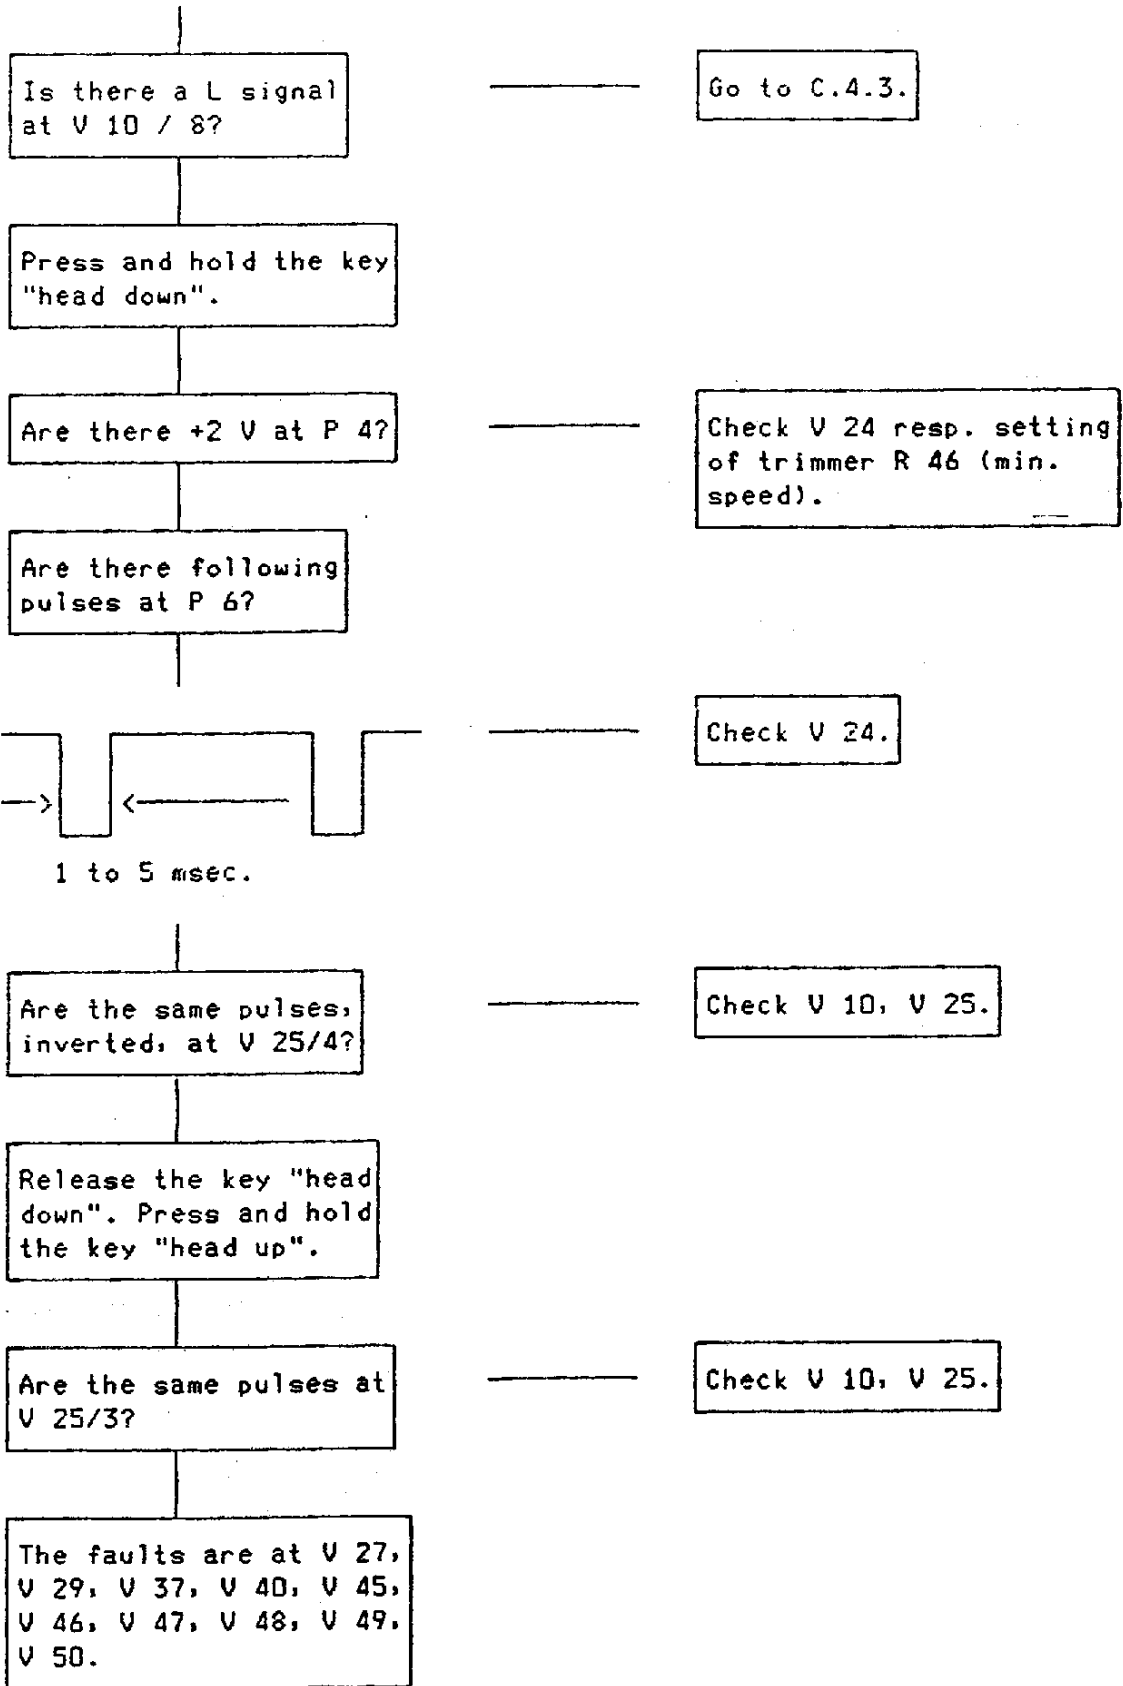 Is there a L signal
at V 10 / 8?
Go to C.4.3.
Press and hold the key
"head down".
Are there +2 V at P 4?
Check V 24 resp. setting
of trimmer R 46 (min.
speed).
Are there following
pulses at P 6?
Check V 24.
1 to 5 msec.
Are the same pulses,
inverted, at V 25/4?
Check V 10, V 25.
Release the key "head
down". Press and hold
the key "head up".
Are the same pulses at
V 25/3?
Check V 10, V 25.
The faults are at V 27,
V 29, V 37, V 40, V 45,
V 46, V 47, V 48, V 49,
V 50.